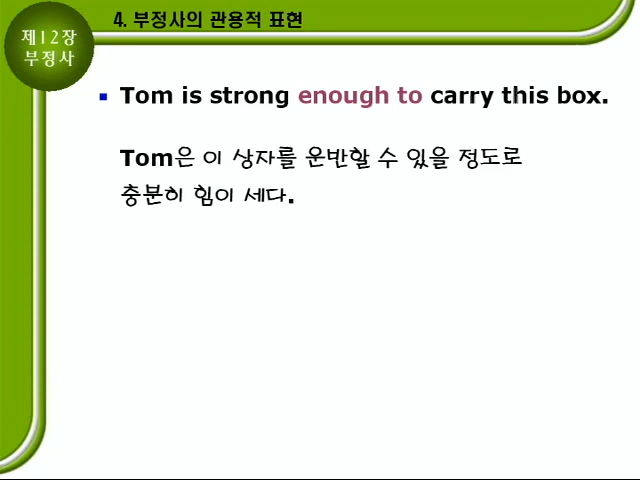 4. 부정사의 관용적 표현
제12장
부정사
Tom is strong enough to carry this box.
Tom은 이 상자를 운반할 수 있을 정도로
충분히 힘이 세다.